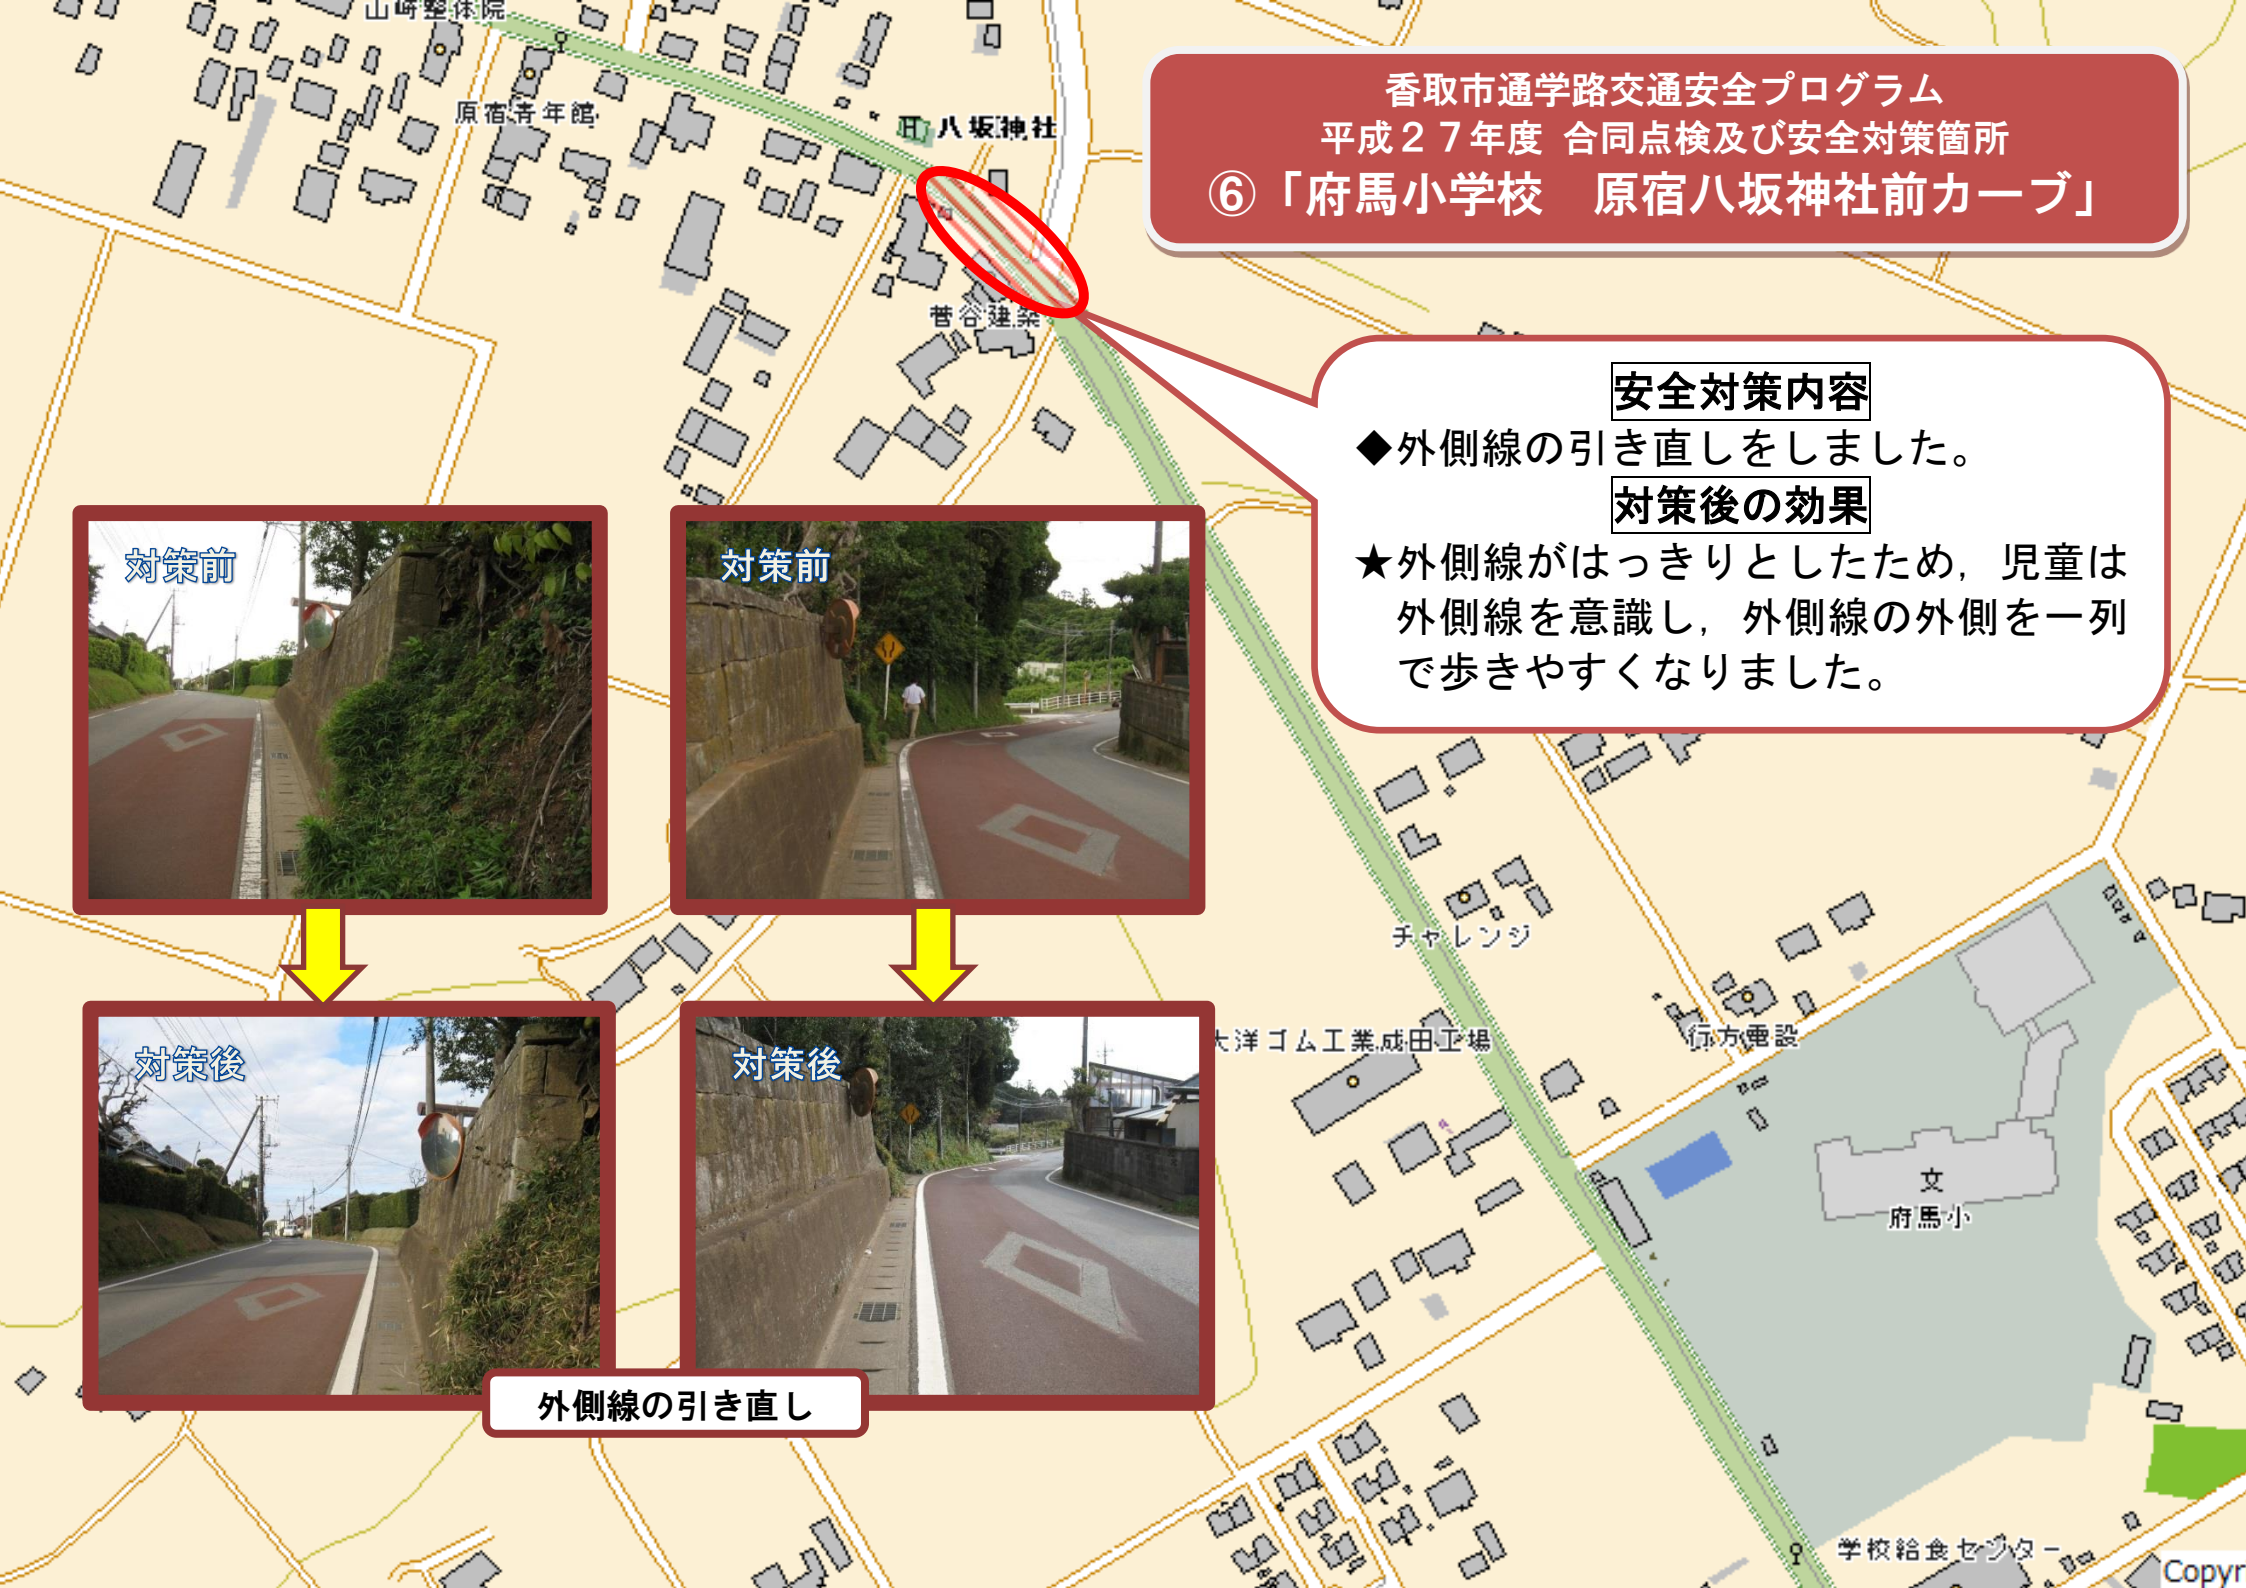 山崎整体院
原宿青年館
八坂神社
菅谷建築
香取市通学路交通安全プログラム
平成２７年度 合同点検及び安全対策箇所
⑥「府馬小学校　原宿八坂神社前カーブ」
安全対策内容
◆外側線の引き直しをしました。
対策後の効果
★外側線がはっきりとしたため，児童は
外側線を意識し，外側線の外側を一列
で歩きやすくなりました。
対策前
対策前
対策後
対策後
外側線の引き直し
チャレンジ
大洋ゴム工業成田工場
行方電設
文
府馬小
学校給食センター
Copyr